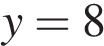 y = 8